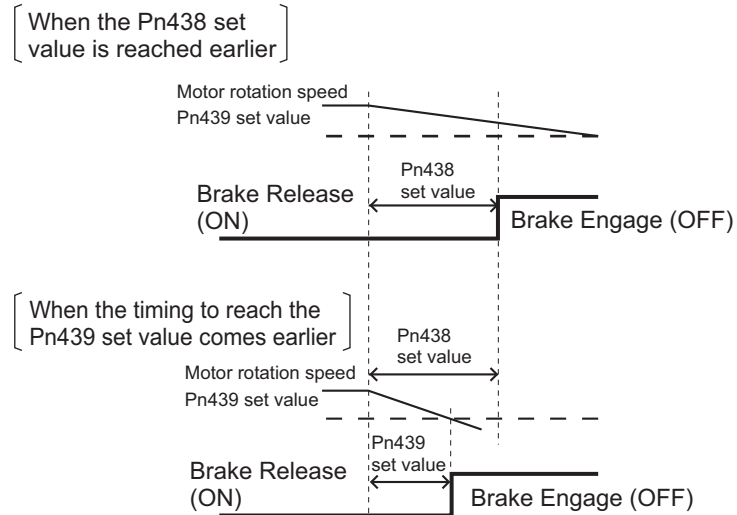 When the Pn438 set
value is reached earlier
Motor rotation speed
Pn439 set value
Pn438
set value
Brake Release
(ON)
Brake Engage (OFF)
When the timing to reach the
Pn439 set value comes earlier
Pn438
set value
Motor rotation speed
Pn439 set value
Pn439
set value
Brake Release
(ON)
Brake Engage (OFF)